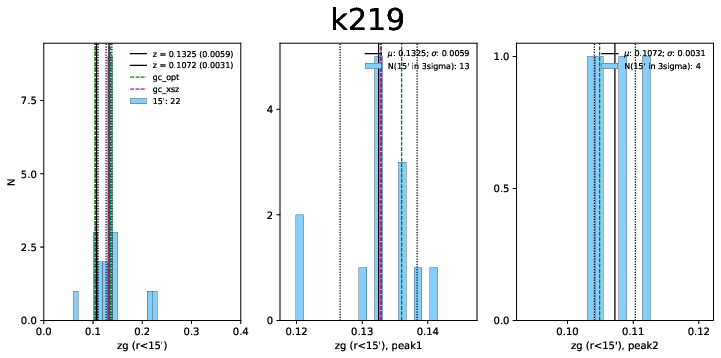 k219
z = 0.1325 (0.0059)
z = 0.1072 (0.0031)
gc_opt
gc_xsz
15': 22
N
0.0 2.5 5.0 7.5
0.0 0.1 0.2 0.3 0.4
zg (r<15')
μ: 0.1325; σ: 0.0059
N(15' in 3sigma): 13
0 2 4
0.12 0.13 0.14
zg (r<15'), peak1
μ: 0.1072; σ: 0.0031
N(15' in 3sigma): 4
0.0 0.5 1.0
0.10 0.11 0.12
zg (r<15'), peak2